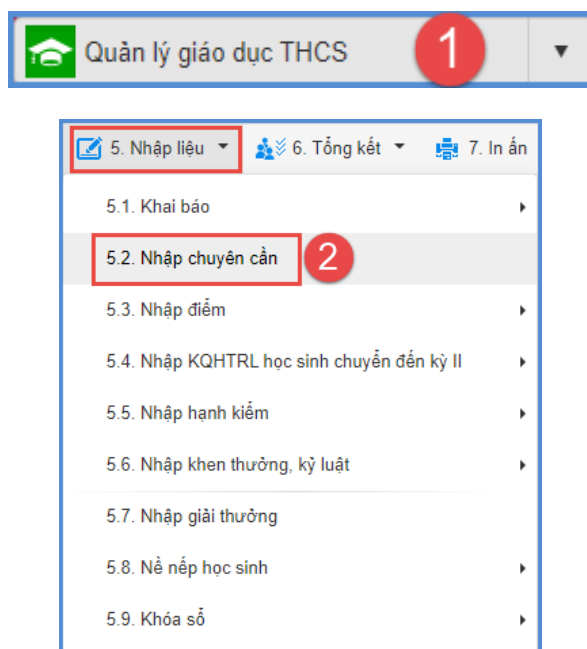 Quản lý giáo dục THCS 1
5. Nhập liệu 6. Tổng kết 7. In ấn
5.1. Khai báo
5.2. Nhập chuyên cần 2
5.3. Nhập điểm
5.4. Nhập KQHTRL học sinh chuyển đến kỳ II
5.5. Nhập hạnh kiểm
5.6. Nhập khen thưởng, kỷ luật
5.7. Nhập giải thưởng
5.8. Nề nếp học sinh
5.9. Khóa sổ